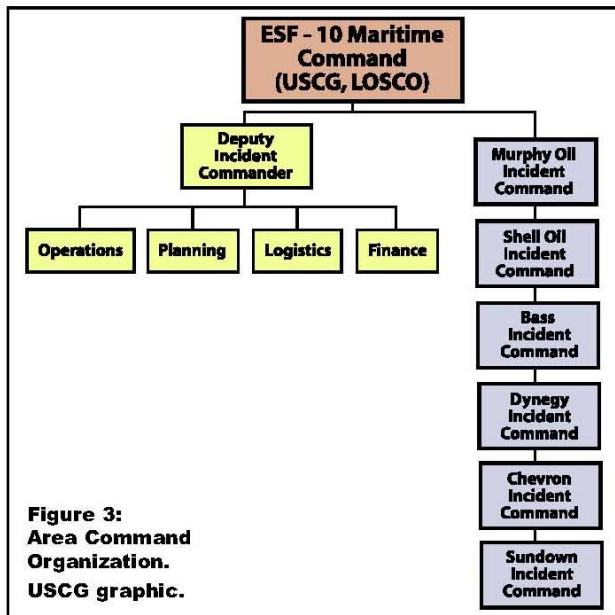 ESF - 10 Maritime
Command
(USCG, LOSCO)
Deputy
Incident
Commander
Operations
Planning
Logistics
Finance
Murphy Oil
Incident
Command
Shell Oil
Incident
Command
Bass
Incident
Command
Dynegy
Incident
Command
Chevron
Incident
Command
Sundown
Incident
Command
Figure 3:
Area Command
Organization.
USCG graphic.